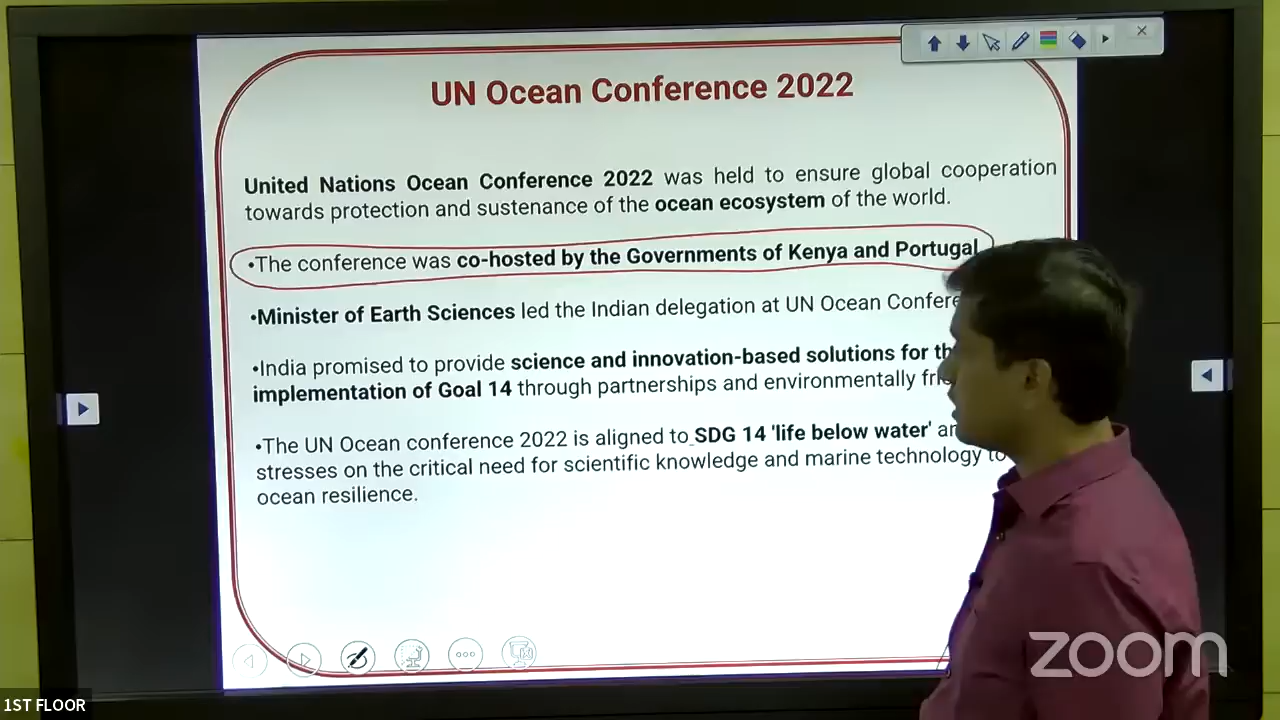 UN Ocean Conference 2022
United Nations Ocean Conference 2022 was held to ensure global cooperation
towards protection and sustenance of the ocean ecosystem of the world.
•The conference was co-hosted by the Governments of Kenya and Portugal
•Minister of Earth Sciences led the Indian delegation at UN Ocean
•India promised to provide science and innovation-based solutions for
implementation of Goal 14 through partnerships and environmentally
•The UN Ocean conference 2022 is aligned to SDG 14 'life below water'
stresses on the critical need for scientific knowledge and marine technology to
ocean resilience.
zoom
1ST FLOOR